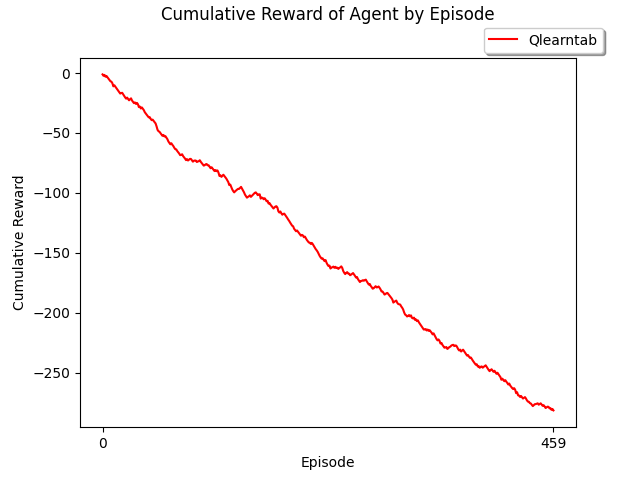 Cumulative Reward of Agent by Episode
Qlearntab
0
−50
−100
−150
−200
−250
Cumulative Reward
0
459
Episode